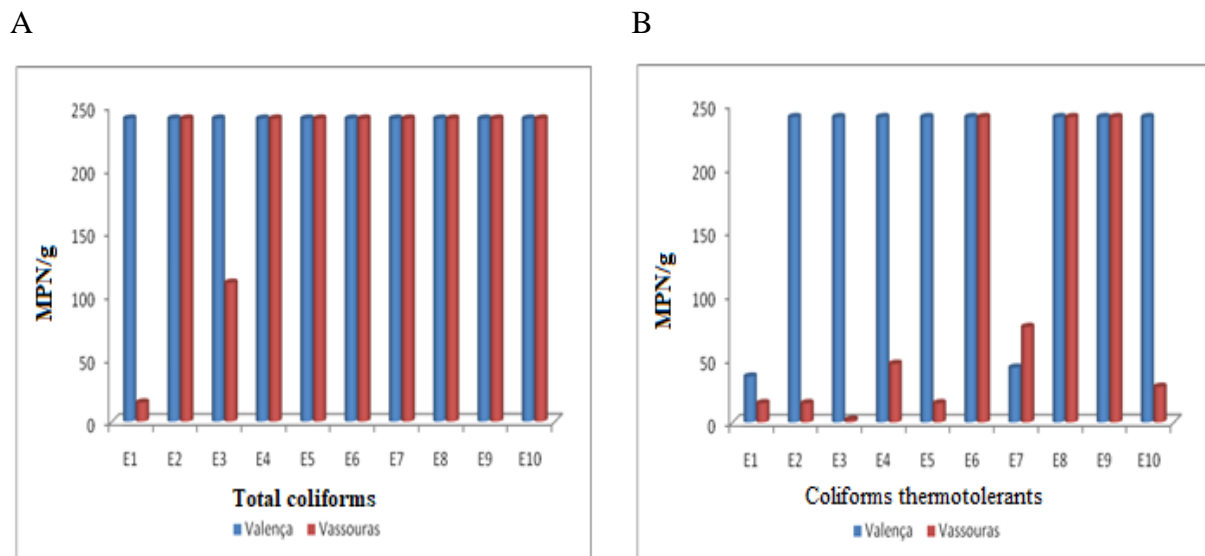 A
250
200
150
100
50
0
MPN/g
E1 E2 E3 E4 E5 E6 E7 E8 E9 E10
Total coliforms
Valença Vassouras
B
250
200
150
100
50
0
MPN/g
E1 E2 E3 E4 E5 E6 E7 E8 E9 E10
Coliforms thermotolerants
Valença Vassouras